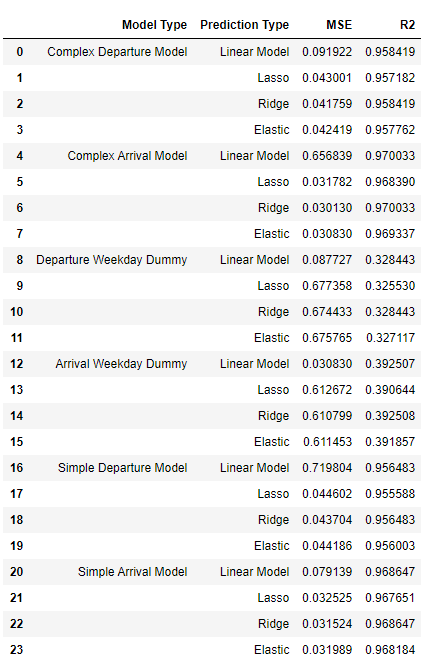 Model Type Prediction Type MSE R2
0 Complex Departure Model Linear Model 0.091922 0.958419
1 Lasso 0.043001 0.957182
2 Ridge 0.041759 0.958419
3 Elastic 0.042419 0.957762
4 Complex Arrival Model Linear Model 0.656839 0.970033
5 Lasso 0.031782 0.968390
6 Ridge 0.030130 0.970033
7 Elastic 0.030830 0.969337
8 Departure Weekday Dummy Linear Model 0.087727 0.328443
9 Lasso 0.677358 0.325530
10 Ridge 0.674433 0.328443
11 Elastic 0.675765 0.327117
12 Arrival Weekday Dummy Linear Model 0.030830 0.392507
13 Lasso 0.612672 0.390644
14 Ridge 0.610799 0.392508
15 Elastic 0.611453 0.391857
16 Simple Departure Model Linear Model 0.719804 0.956483
17 Lasso 0.044602 0.955588
18 Ridge 0.043704 0.956483
19 Elastic 0.044186 0.956003
20 Simple Arrival Model Linear Model 0.079139 0.968647
21 Lasso 0.032525 0.967651
22 Ridge 0.031524 0.968647
23 Elastic 0.031989 0.968184